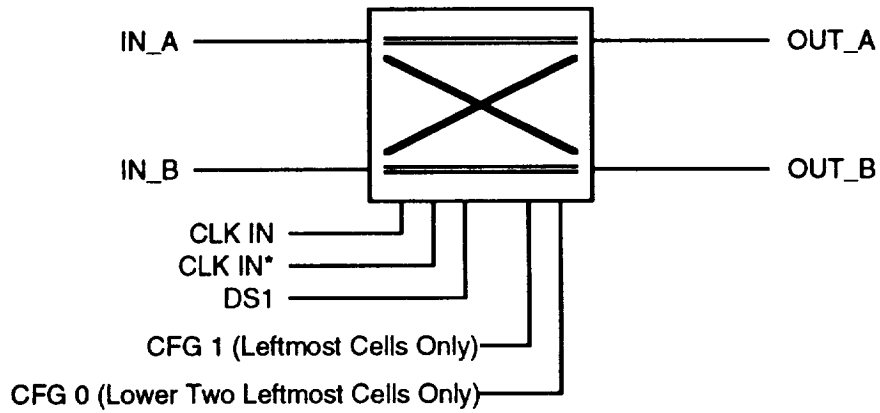 IN_A
OUT_A
IN_B
OUT_B
CLK IN
CLK IN*
DS1
CFG 1 (Leftmost Cells Only)
CFG 0 (Lower Two Leftmost Cells Only)